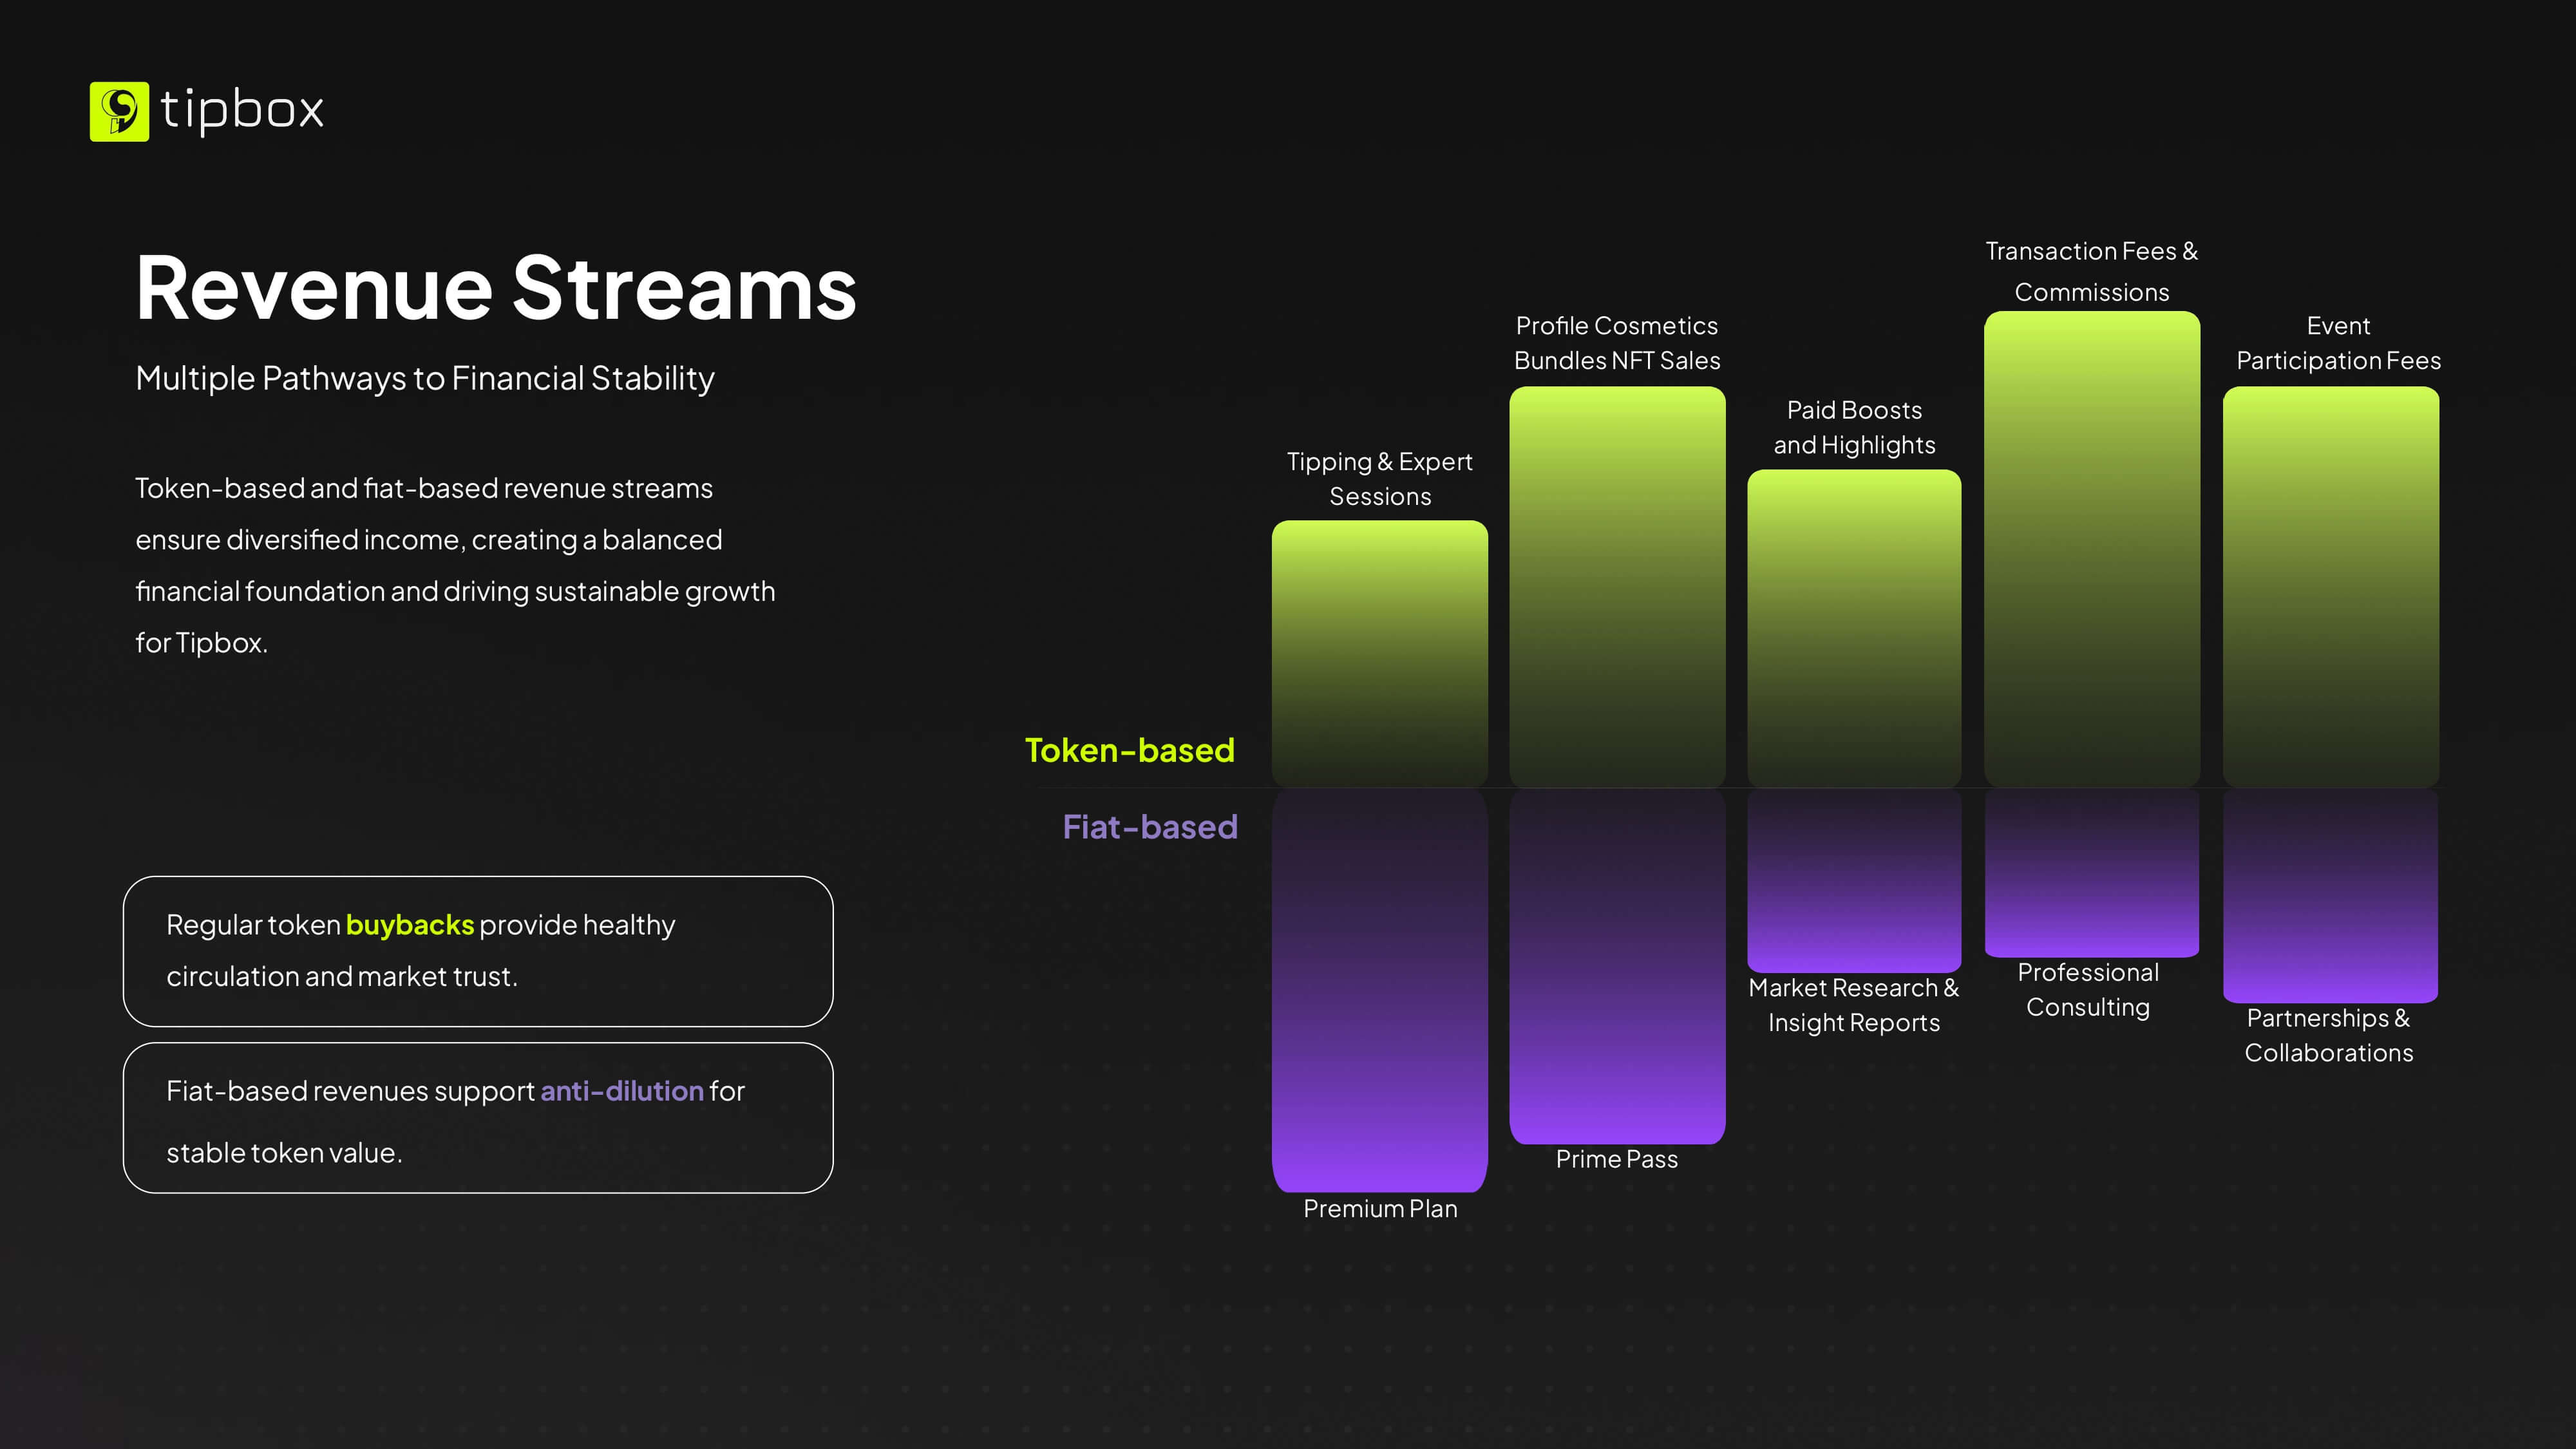 tipbox
Revenue Streams
Multiple Pathways to Financial Stability
Token-based and fiat-based revenue streams
ensure diversified income, creating a balanced
financial foundation and driving sustainable growth
for Tipbox.
Regular token buybacks provide healthy
circulation and market trust.
Fiat-based revenues support anti-dilution for
stable token value.
Token-based
Fiat-based
Tipping & Expert
Sessions
Profile Cosmetics
Bundles NFT Sales
Paid Boosts
and Highlights
Transaction Fees &
Commissions
Event
Participation Fees
Premium Plan
Prime Pass
Market Research &
Insight Reports
Professional
Consulting
Partnerships &
Collaborations